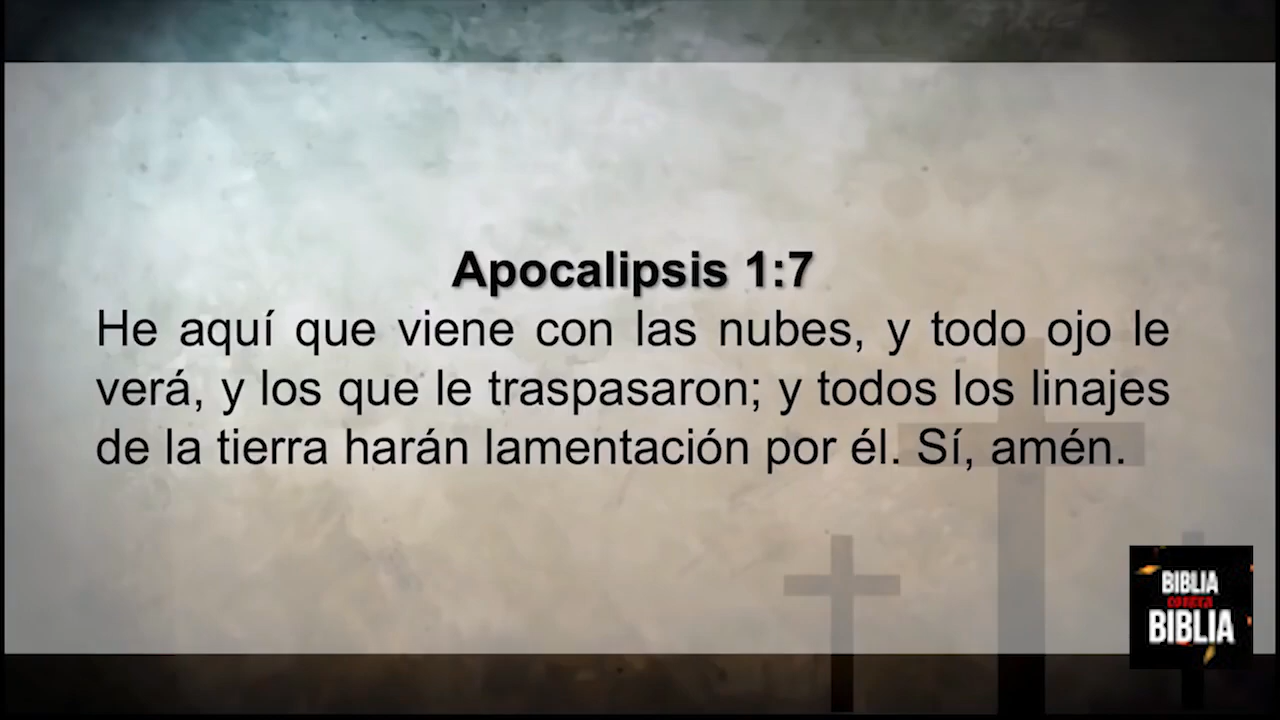 Apocalipsis 1:7
He aquí que viene con las nubes, y todo ojo le
verá, y los que le traspasaron; y todos los linajes
de la tierra harán lamentación por él. Sí, amén.
BIBLIA
BIBLIA